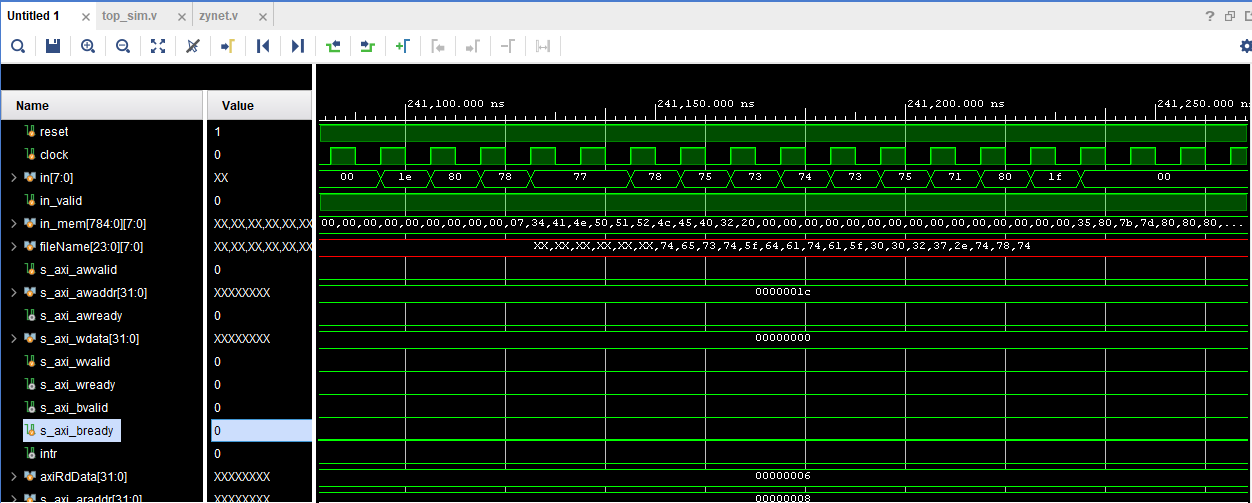 Untitled 1 × top_sim.v × zynet.v × ?
Name Value 241,100.000 ns 241,150.000 ns 241,200.000 ns 241,250.000 ns
reset 1
clock 0
in[7:0] XX 00 1e 80 78 77 78 75 73 74 73 75 71 80 1f 00
in_valid 0
in_mem[784:0][7:0] XX,XX,XX,XX,XX,XX 00,00,00,00,00,00,00,00,00,00,07,34,41,4e,50,51,52,4c,45,40,32,20,00,00,00,00,00,00,00,00,00,00,35,80,7b,7d,80,80,80,...
fileName[23:0][7:0] XX,XX,XX,XX,XX,XX XX,XX,XX,XX,XX,XX,74,65,73,74,5f,64,61,74,61,5f,30,30,32,37,2e,74,78,74
s_axi_awvalid 0
s_axi_awaddr[31:0] XXXXXXXX 0000001c
s_axi_awready 0
s_axi_wdata[31:0] XXXXXXXX 00000000
s_axi_wvalid 0
s_axi_wready 0
s_axi_bvalid 0
s_axi_bready 0
intr 0
axiRdData[31:0] XXXXXXXX 00000006
s_axi_araddr[31:0] XXXXXXXX 00000008